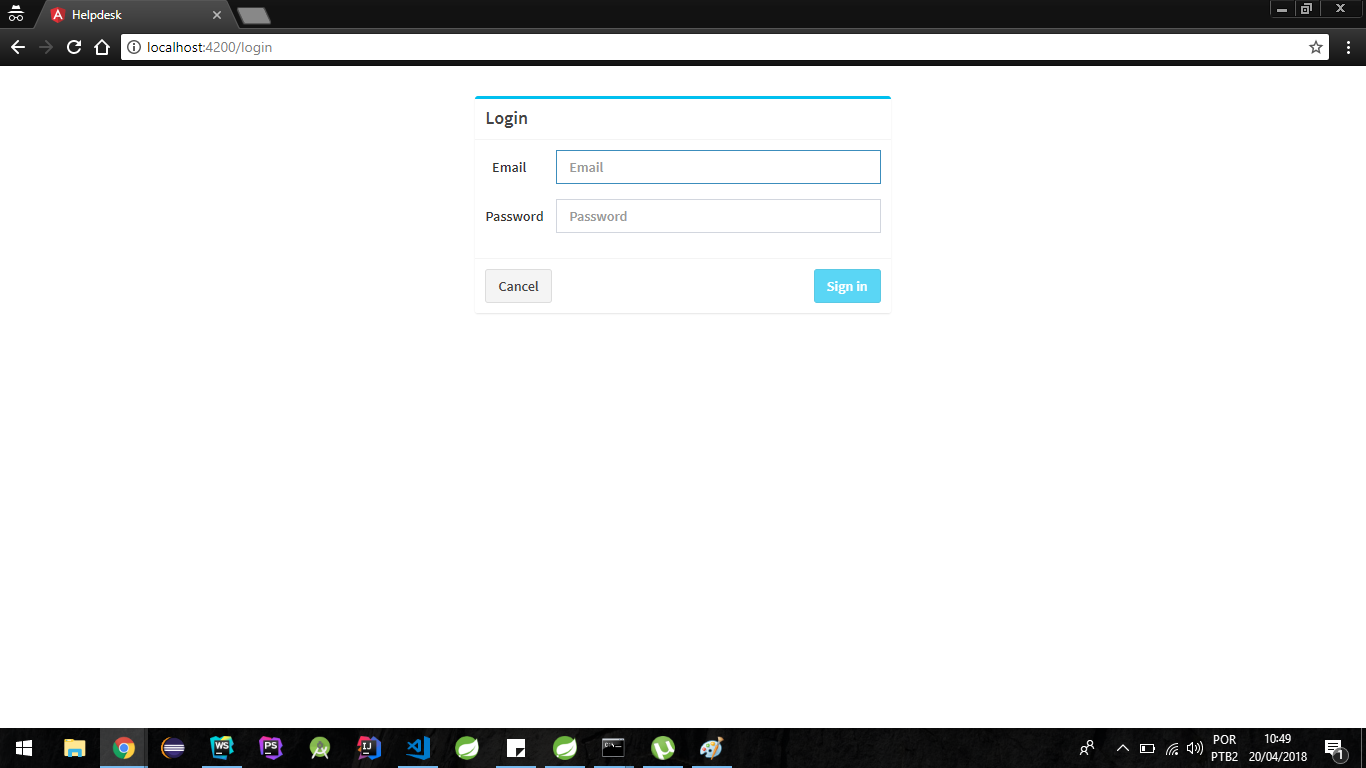 Helpdesk
localhost:4200/login
Login
Email Email
Password Password
Cancel Sign in
WS PS IJ C:\_ POR 10:49
PTB2 20/04/2018 1